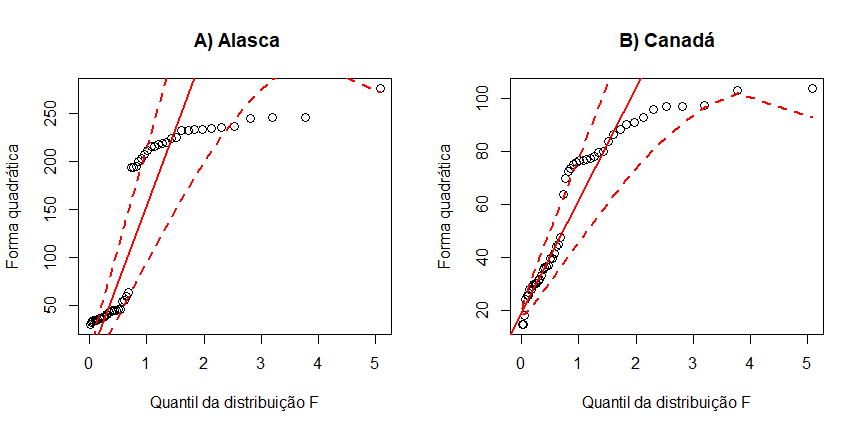 A) Alasca
Forma quadrática
250
200
150
100
50
0 1 2 3 4 5
Quantil da distribuição F
B) Canadá
Forma quadrática
100
80
60
40
20
0 1 2 3 4 5
Quantil da distribuição F